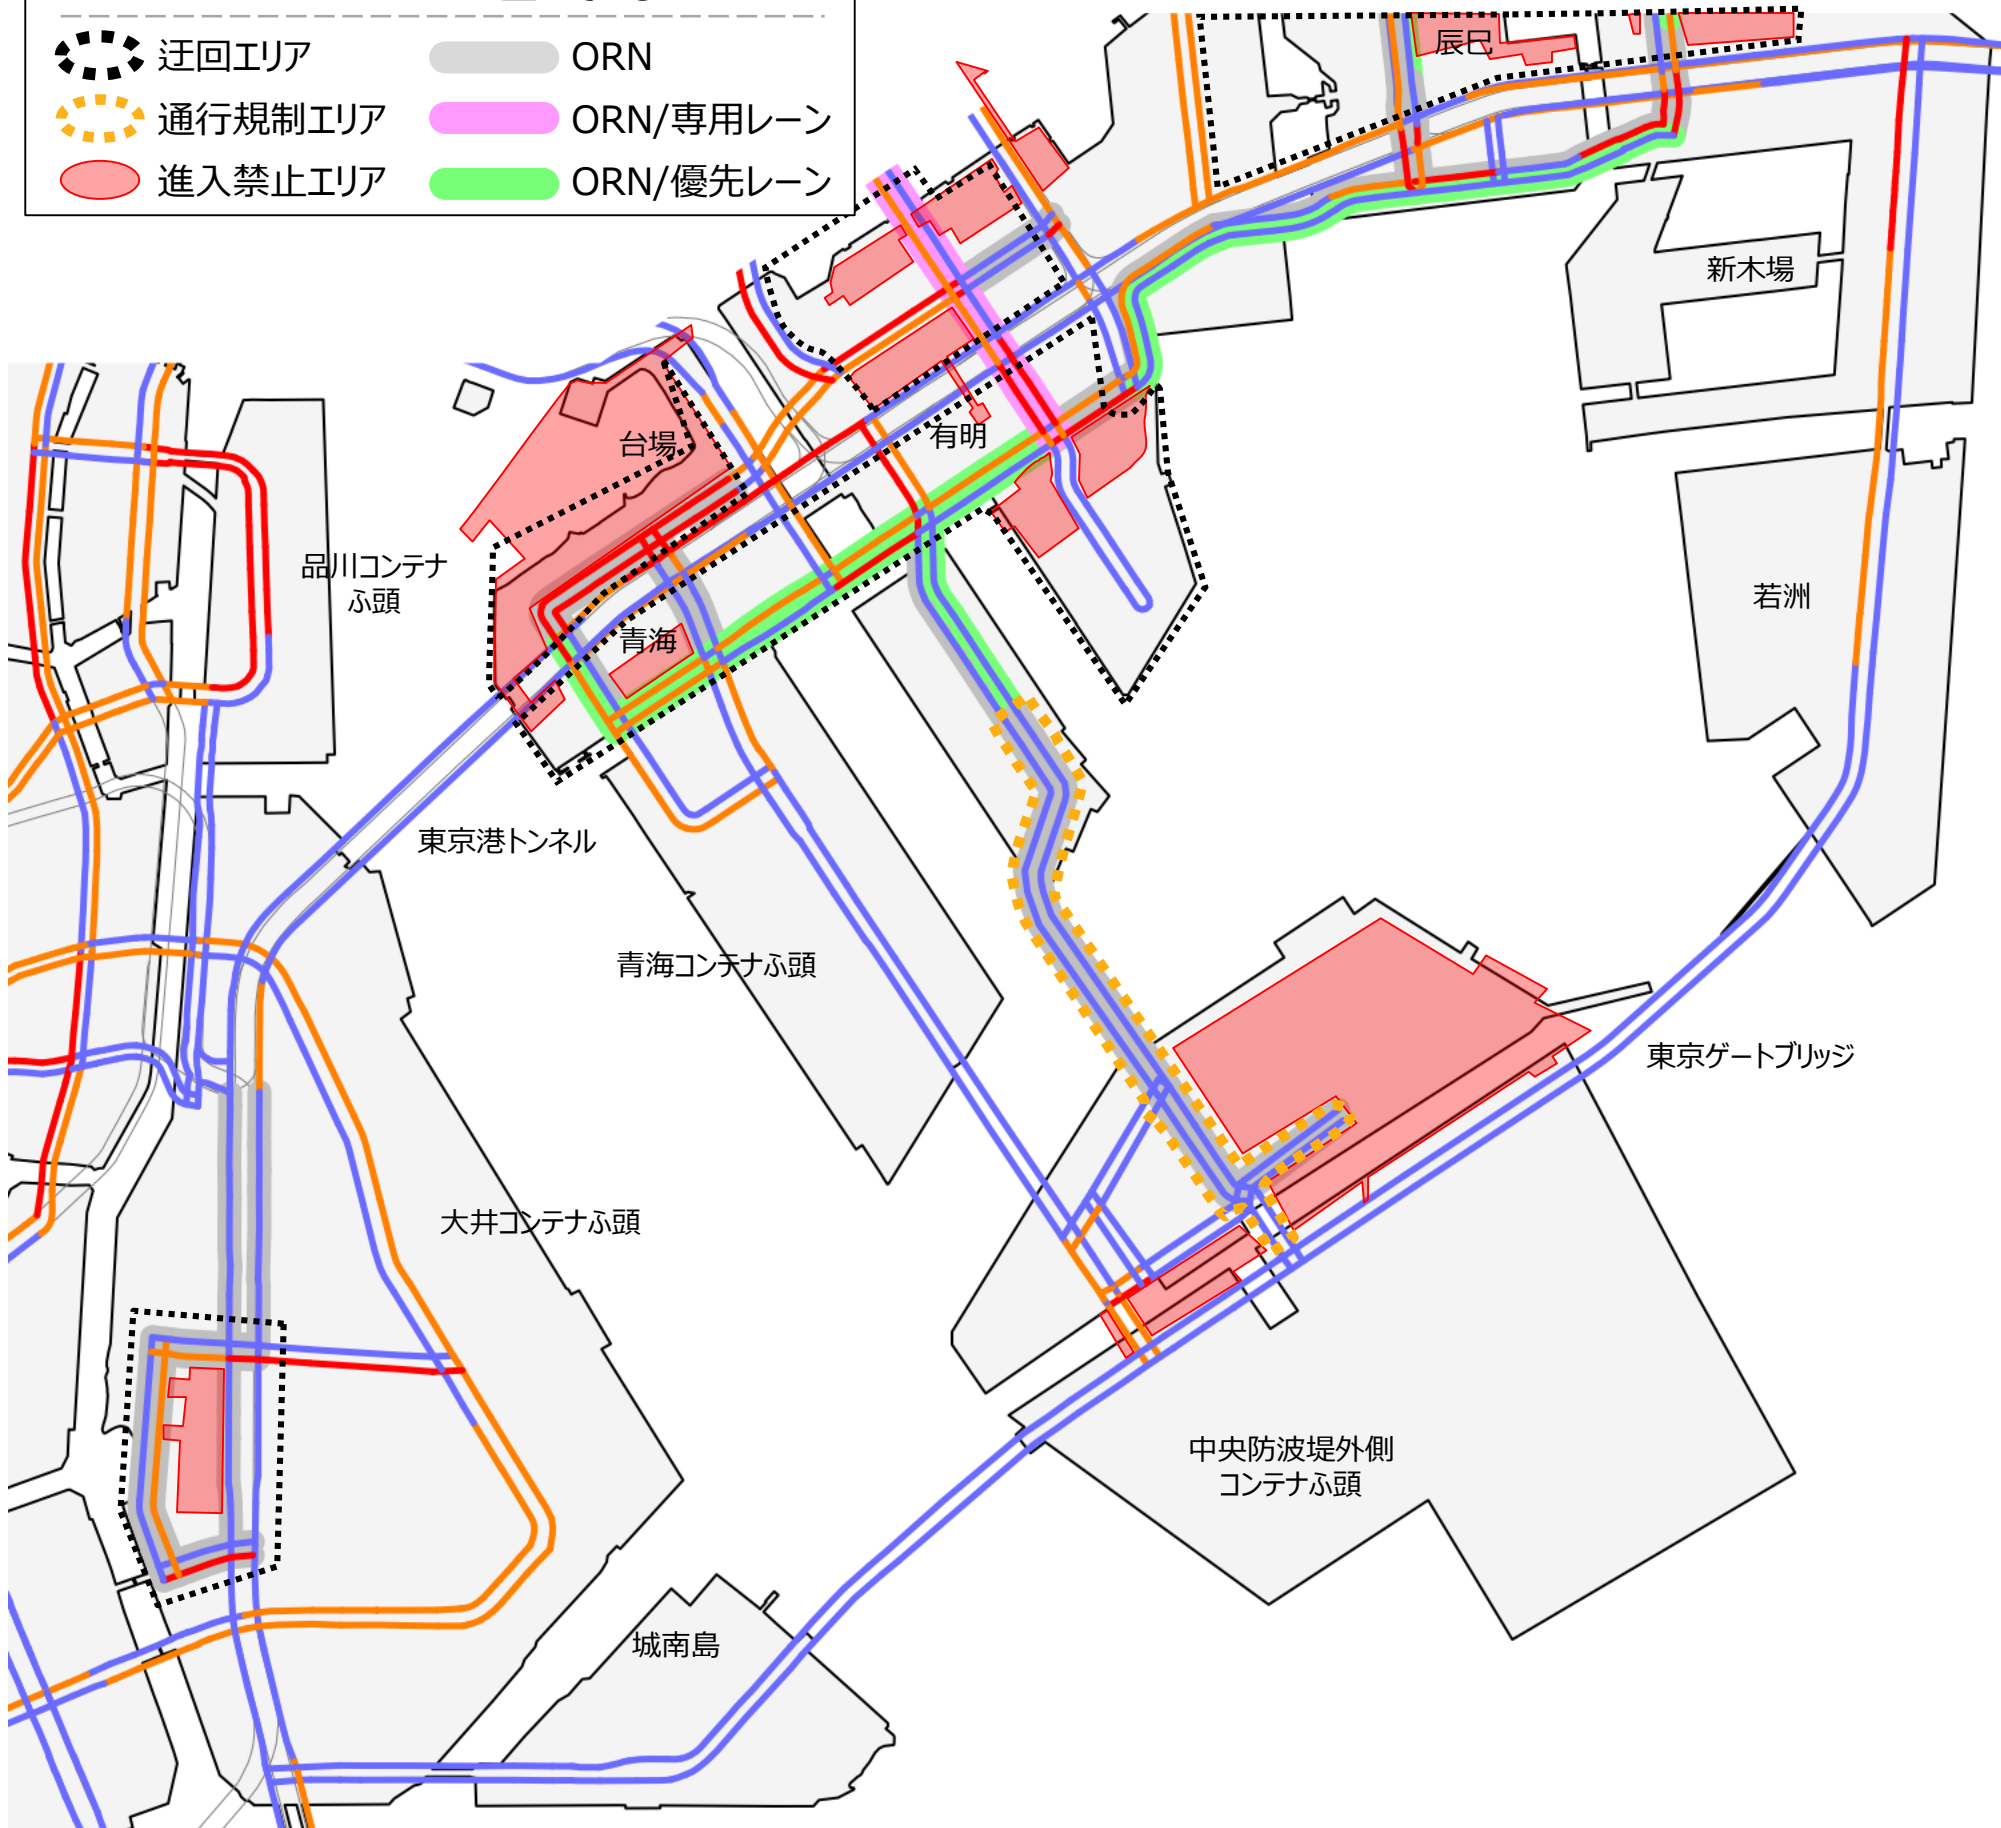 迂回エリア
ORN
通行規制エリア
ORN/専用レーン
進入禁止エリア
ORN/優先レーン
辰巳
新木場
台場
有明
品川コンテナ
ふ頭
青海
若洲
東京港トンネル
青海コンテナふ頭
東京ゲートブリッジ
大井コンテナふ頭
中央防波堤外側
コンテナふ頭
城南島